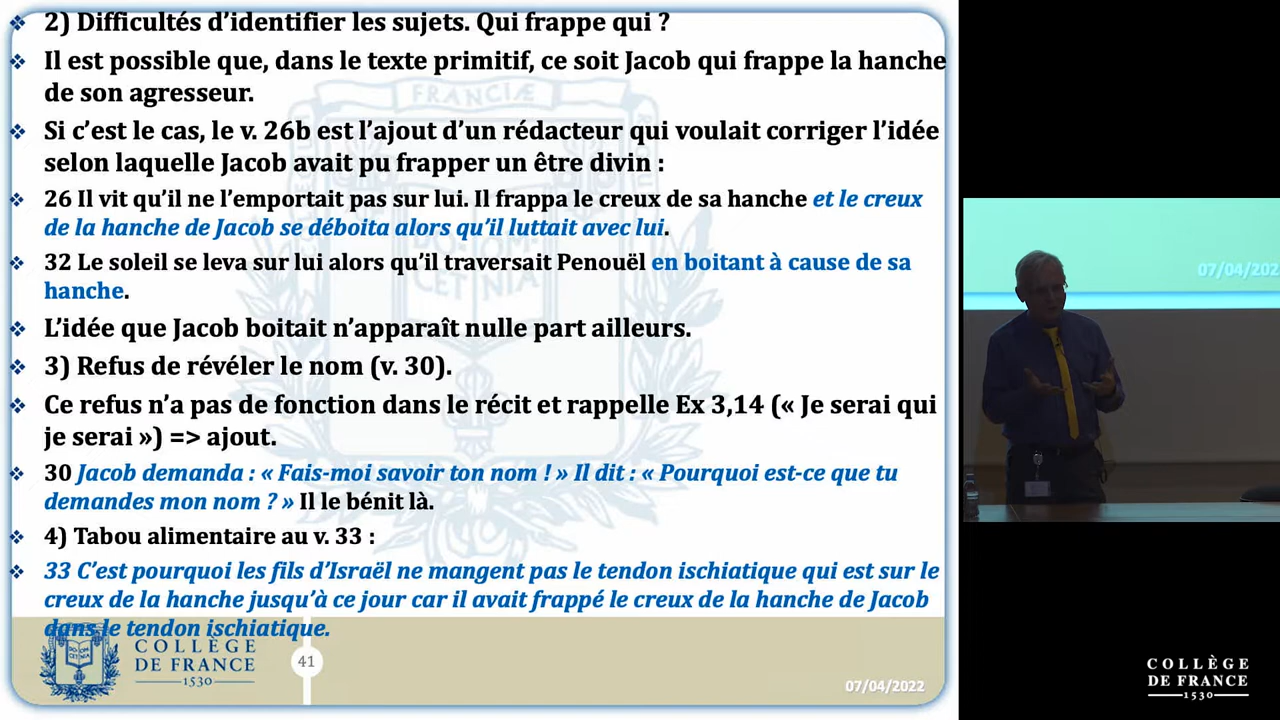 2) Difficultés d’identifier les sujets. Qui frappe qui ?
Il est possible que, dans le texte primitif, ce soit Jacob qui frappe la hanche
de son agresseur.
Si c’est le cas, le v. 26b est l’ajout d’un rédacteur qui voulait corriger l’idée
selon laquelle Jacob avait pu frapper un être divin :
26 Il vit qu’il ne l’emportait pas sur lui. Il frappa le creux de sa hanche et le creux
de la hanche de Jacob se déboita alors qu’il luttait avec lui.
32 Le soleil se leva sur lui alors qu’il traversait Penouël en boitant à cause de sa
hanche.
L’idée que Jacob boitait n’apparaît nulle part ailleurs.
3) Refus de révéler le nom (v. 30).
Ce refus n’a pas de fonction dans le récit et rappelle Ex 3,14 (« Je serai qui
je serai ») => ajout.
30 Jacob demanda : « Fais-moi savoir ton nom ! » Il dit : « Pourquoi est-ce que tu
demandes mon nom ? » Il le bénit là.
4) Tabou alimentaire au v. 33 :
33 C’est pourquoi les fils d’Israël ne mangent pas le tendon ischiatique qui est sur le
creux de la hanche jusqu’à ce jour car il avait frappé le creux de la hanche de Jacob
dans le tendon ischiatique.
COLLÈGE
DE FRANCE
1530
41
07/04/2022
FRANCIÆ
DO
OM
CET
INIA
07/04/202
COLLÈGE
DE FRANCE
1530